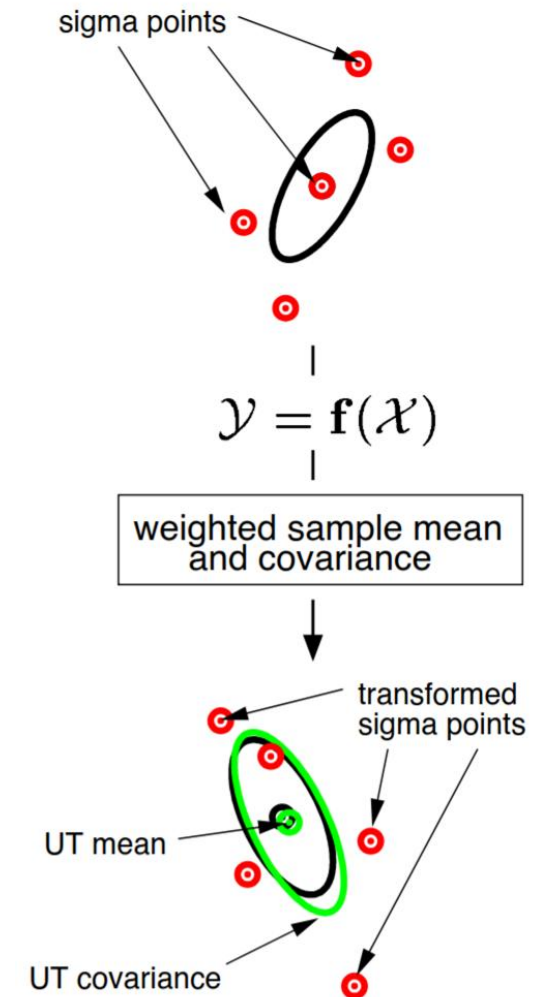 sigma points
𝒴 = f(𝒳)
weighted sample mean
and covariance
transformed
sigma points
UT mean
UT covariance